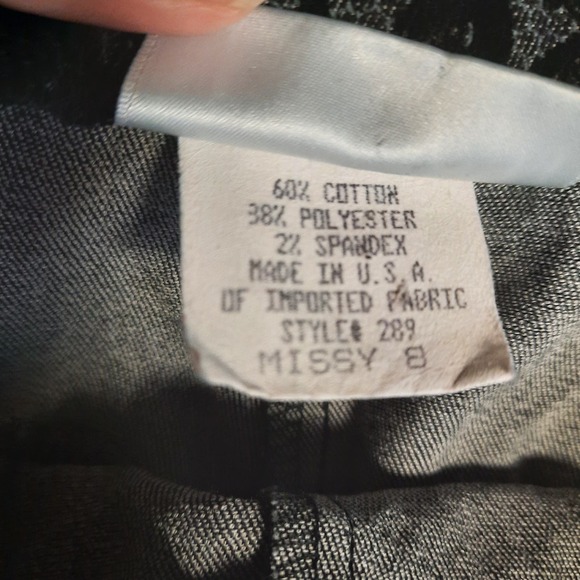 60% COTTON
38% POLYESTER
2% SPANDEX
MADE IN U.S.A.
OF IMPORTED FABRIC
STYLE# 289
MISSY 8